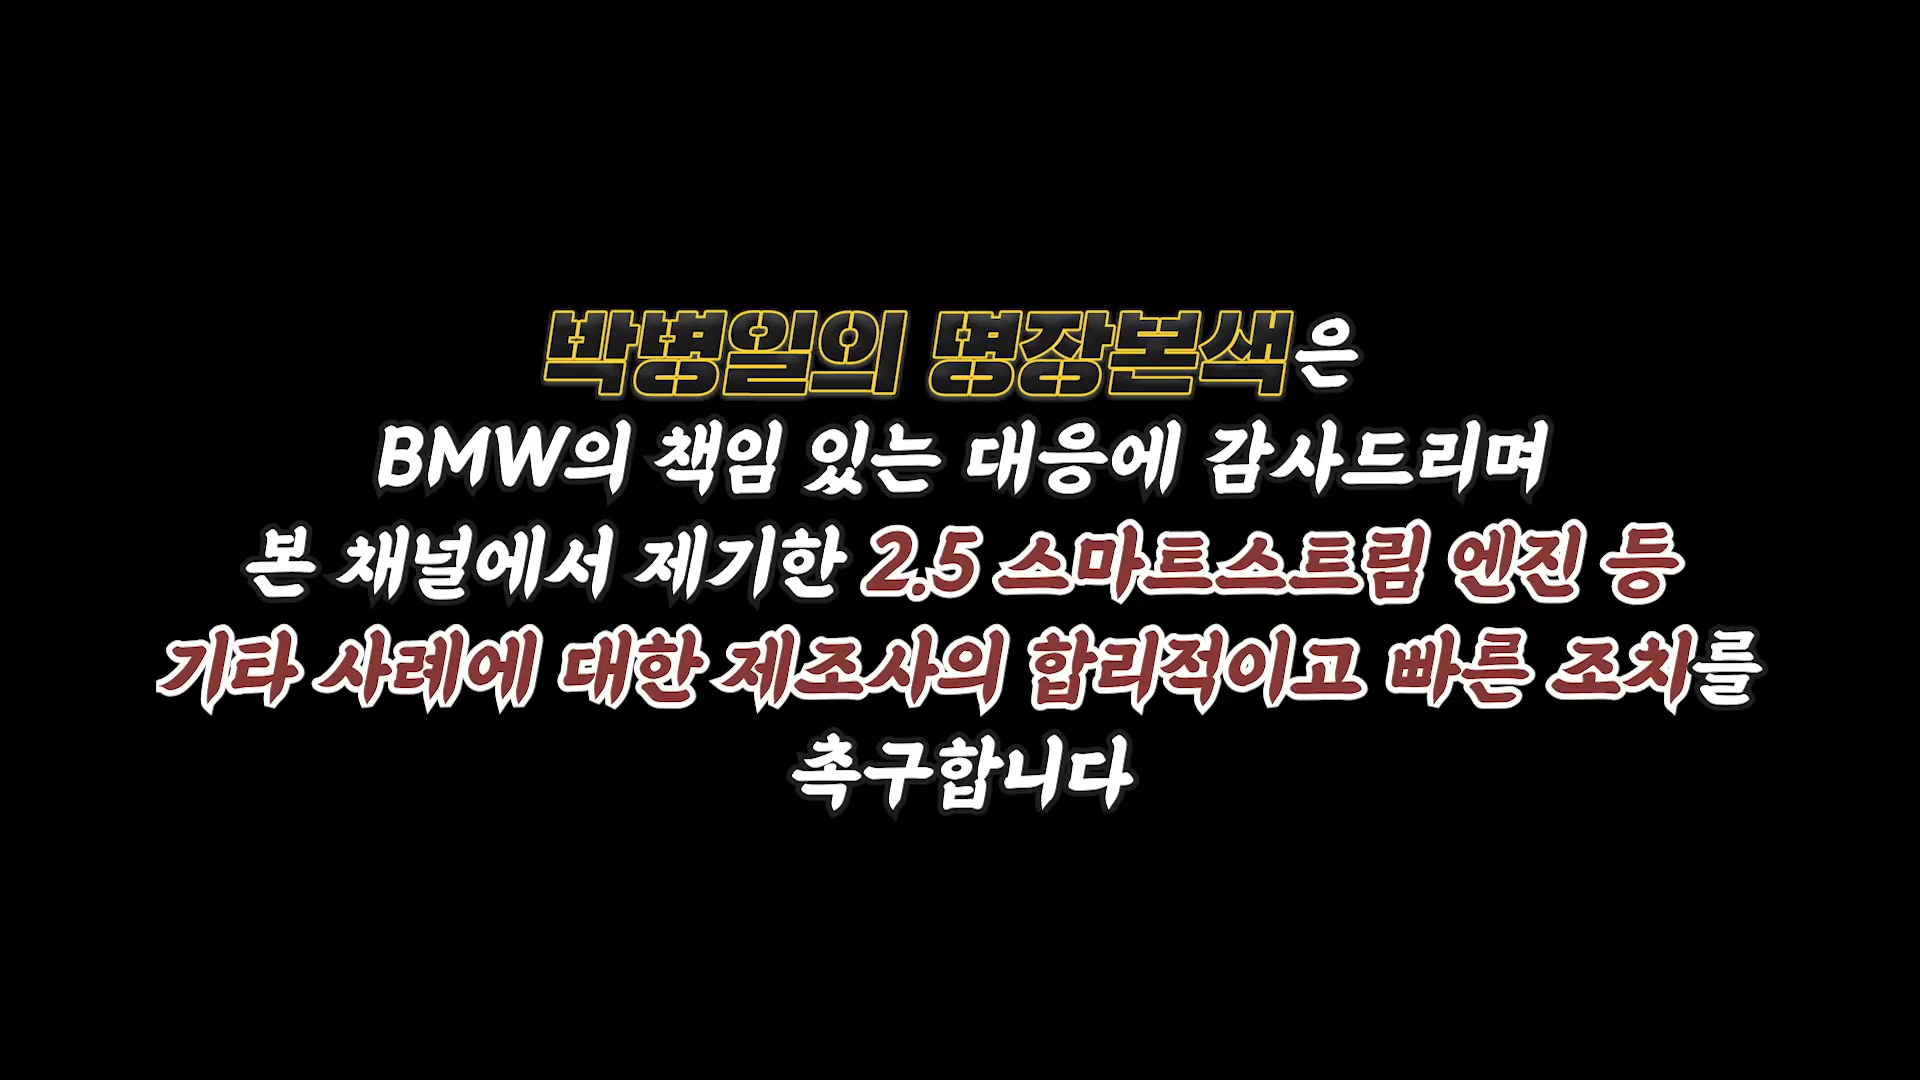 박병일의 명장본색은
BMW의 책임 있는 대응에 감사드리며
본 채널에서 제기한 2.5 스마트스트림 엔진 등
기타 사례에 대한 제조사의 합리적이고 빠른 조치를
촉구합니다